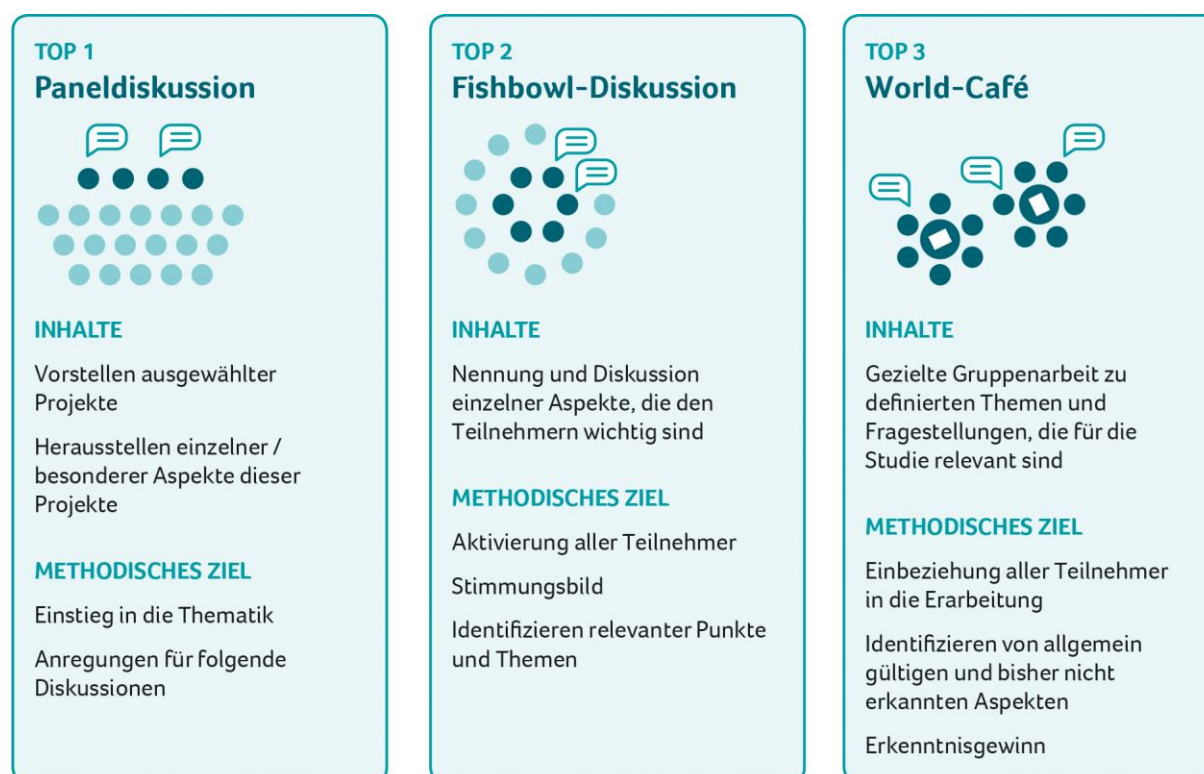 TOP 1
Paneldiskussion
INHALTE
Vorstellen ausgewählter
Projekte
Herausstellen einzelner /
besonderer Aspekte dieser
Projekte
METHODISCHES ZIEL
Einstieg in die Thematik
Anregungen für folgende
Diskussionen
TOP 2
Fishbowl-Diskussion
INHALTE
Nennung und Diskussion
einzelner Aspekte, die den
Teilnehmern wichtig sind
METHODISCHES ZIEL
Aktivierung aller Teilnehmer
Stimmungsbild
Identifizieren relevanter Punkte
und Themen
TOP 3
World-Café
INHALTE
Gezielte Gruppenarbeit zu
definierten Themen und
Fragestellungen, die für die
Studie relevant sind
METHODISCHES ZIEL
Einbeziehung aller Teilnehmer
in die Erarbeitung
Identifizieren von allgemein
gültigen und bisher nicht
erkannten Aspekten
Erkenntnisgewinn